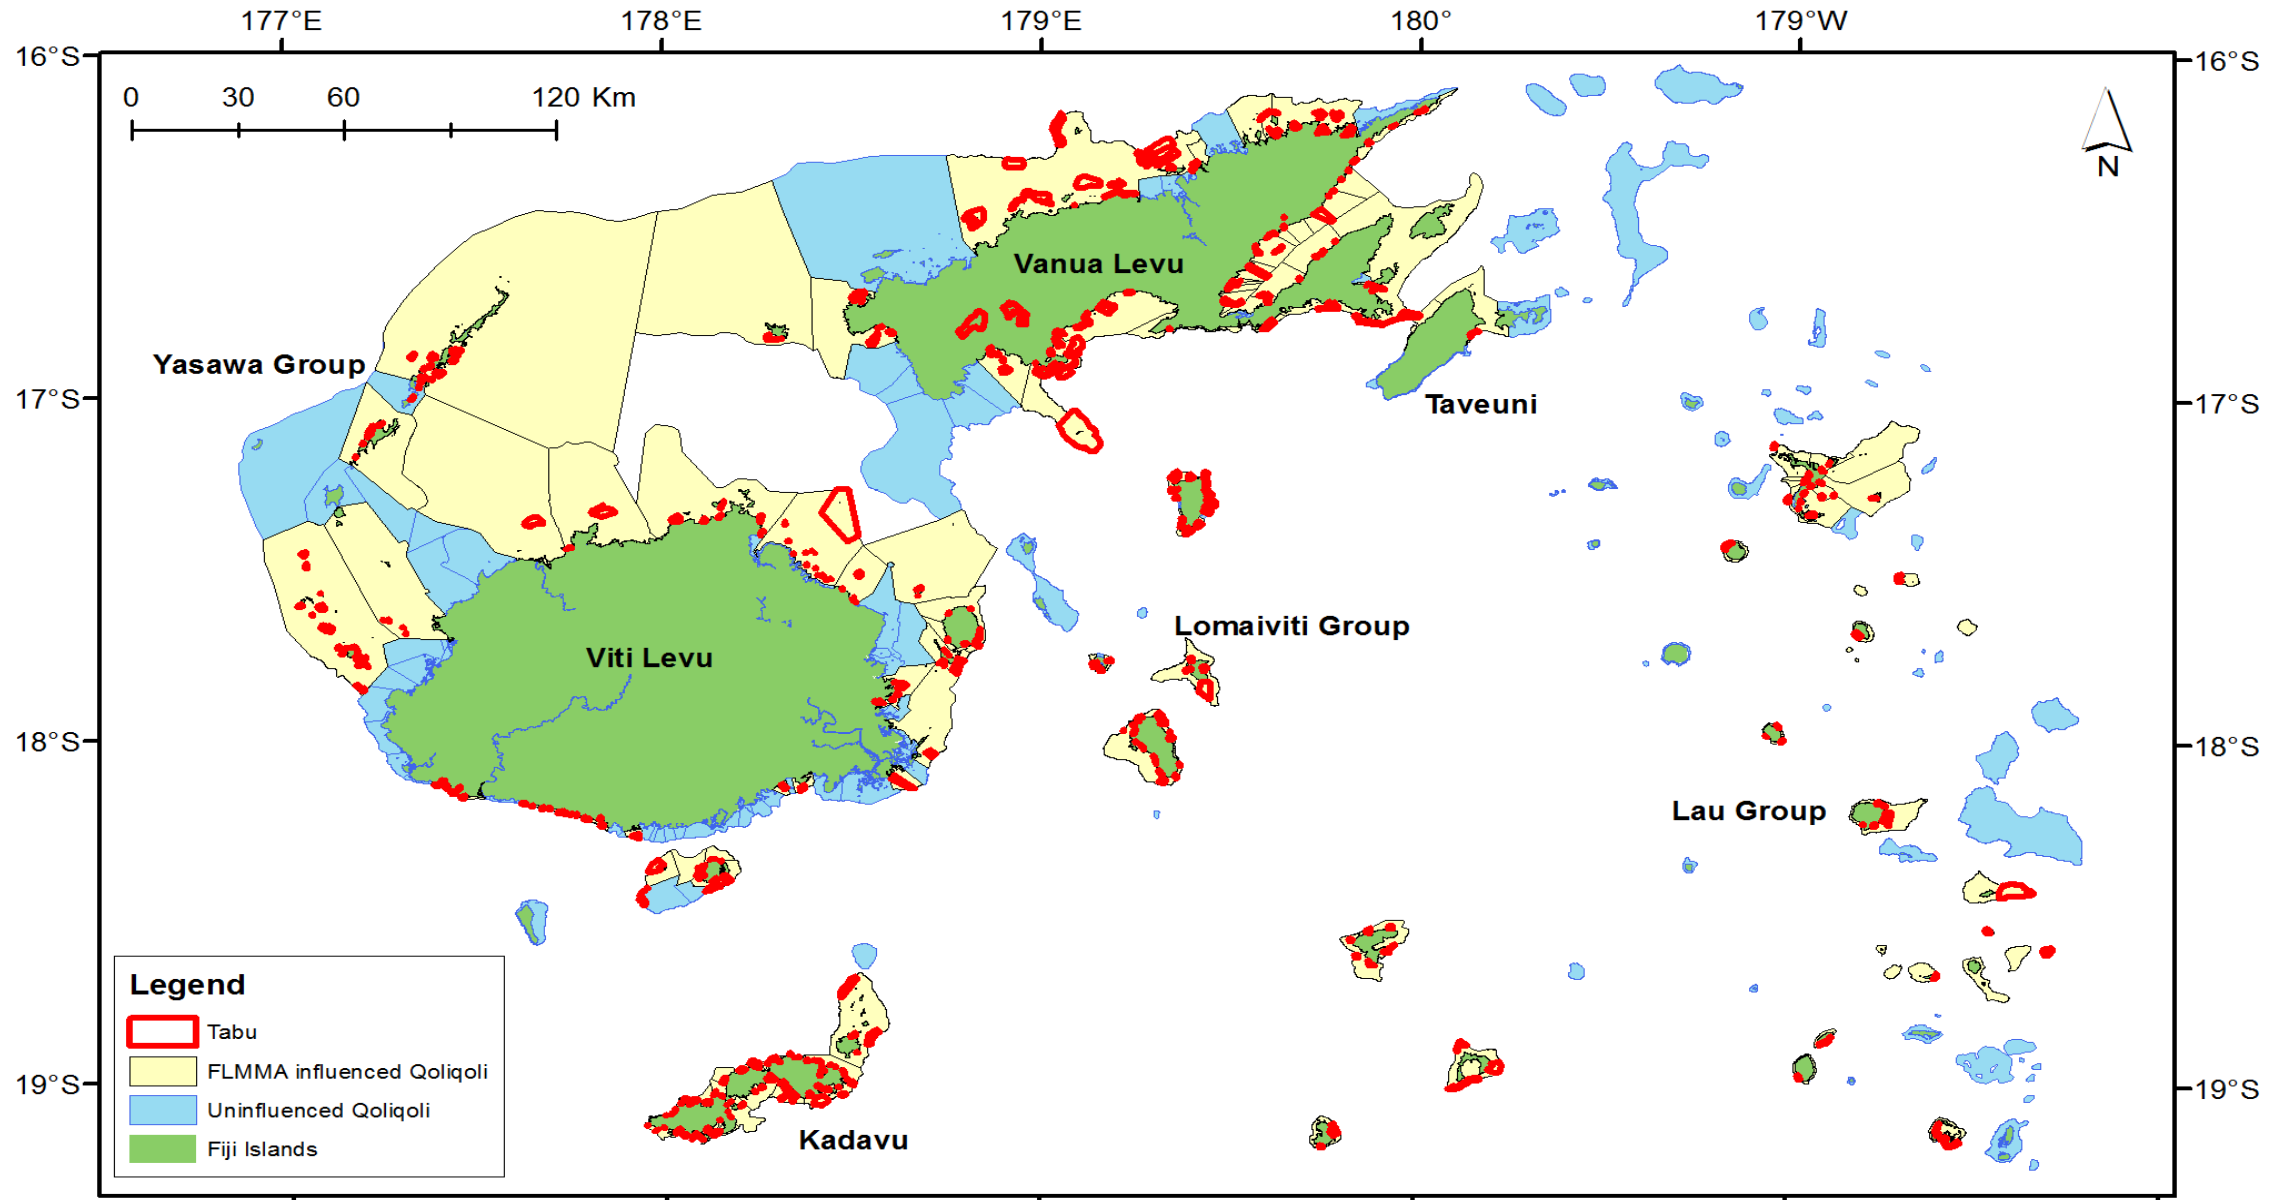 177°E 178°E 179°E 180° 179°W
16°S 16°S
0 30 60 120 Km
N
Vanua Levu
Yasawa Group
17°S 17°S
Taveuni
Lomaiviti Group
Viti Levu
18°S 18°S
Lau Group
Legend
Tabu
FLMMA influenced Qoliqoli
Uninfluenced Qoliqoli
Fiji Islands
19°S 19°S
Kadavu